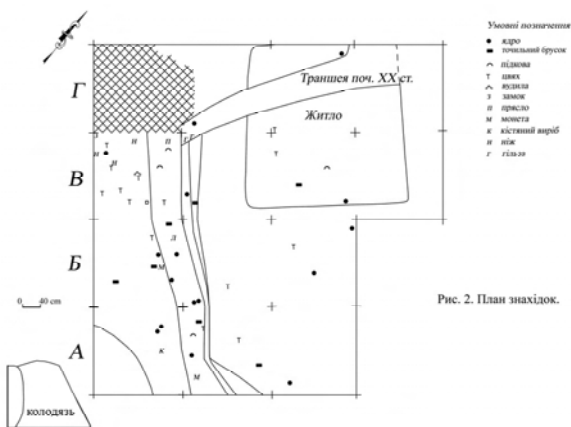 Умовні позначення
ядро
точильний брусок
підкова
т цвях
вудила
з замок
п прясло
м монета
к кістяний виріб
н ніж
г гільза
Траншея поч. XX ст.
Житло
Г
В
Б
А
0 40 cm
колодязь
Рис. 2. План знахідок.